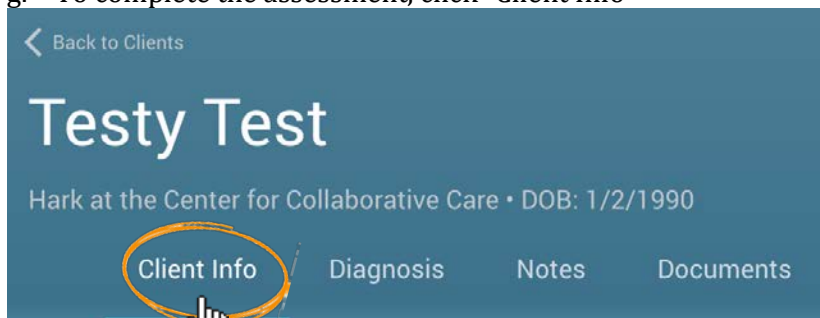 g. To complete the assessment, click "Client Info"
Back to Clients
Testy Test
Hark at the Center for Collaborative Care • DOB: 1/2/1990
Client Info Diagnosis Notes Documents